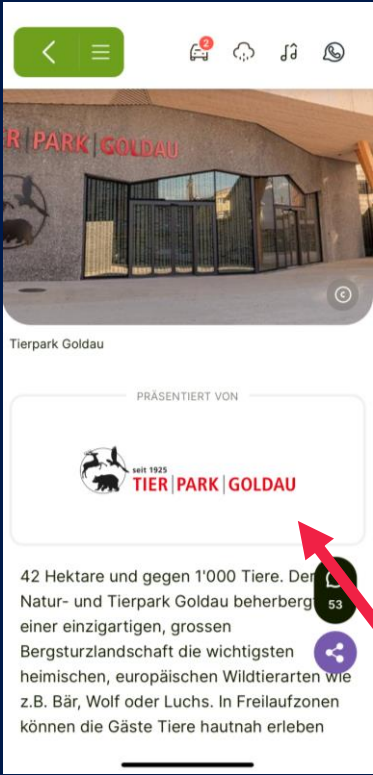 2
R PARK GOLDAU
Tierpark Goldau
PRÄSENTIERT VON
seit 1925
TIER | PARK | GOLDAU
42 Hektare und gegen 1'000 Tiere. Der
Natur- und Tierpark Goldau beherberg
53
einer einzigartigen, grossen
Bergsturzlandschaft die wichtigsten
heimischen, europäischen Wildtierarten wie
z.B. Bär, Wolf oder Luchs. In Freilaufzonen
können die Gäste Tiere hautnah erleben